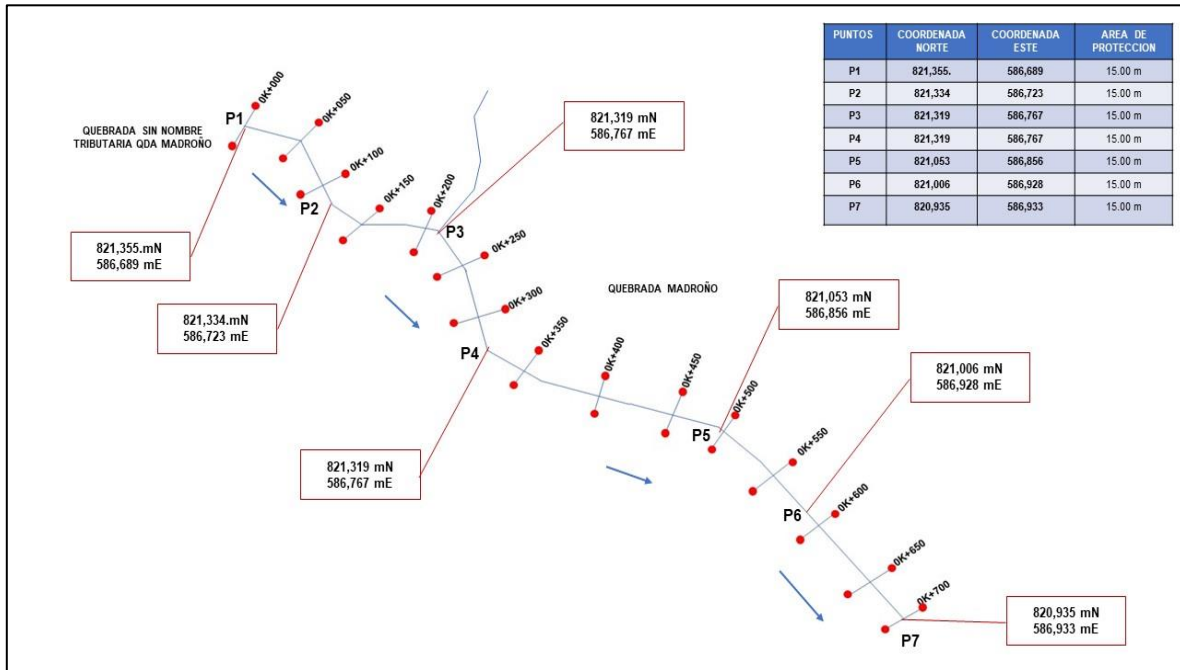 PUNTOS COORDENADA NORTE COORDENADA ESTE AREA DE PROTECCION
P1 821,355. 586,689 15.00 m
P2 821,334 586,723 15.00 m
P3 821,319 586,767 15.00 m
P4 821,319 586,767 15.00 m
P5 821,053 586,856 15.00 m
P6 821,006 586,928 15.00 m
P7 820,935 586,933 15.00 m
QUEBRADA SIN NOMBRE
TRIBUTARIA QDA MADROÑO
P1
0K+000
0K+050
0K+100
P2
0K+150
0K+200
P3
821,319 mN
586,767 mE
821,355.mN
586,689 mE
0K+250
821,334.mN
586,723 mE
0K+300
QUEBRADA MADROÑO
P4
0K+350
0K+400
0K+450
821,053 mN
586,856 mE
P5
0K+500
821,006 mN
586,928 mE
821,319 mN
586,767 mE
0K+550
P6
0K+600
0K+650
0K+700
P7
820,935 mN
586,933 mE